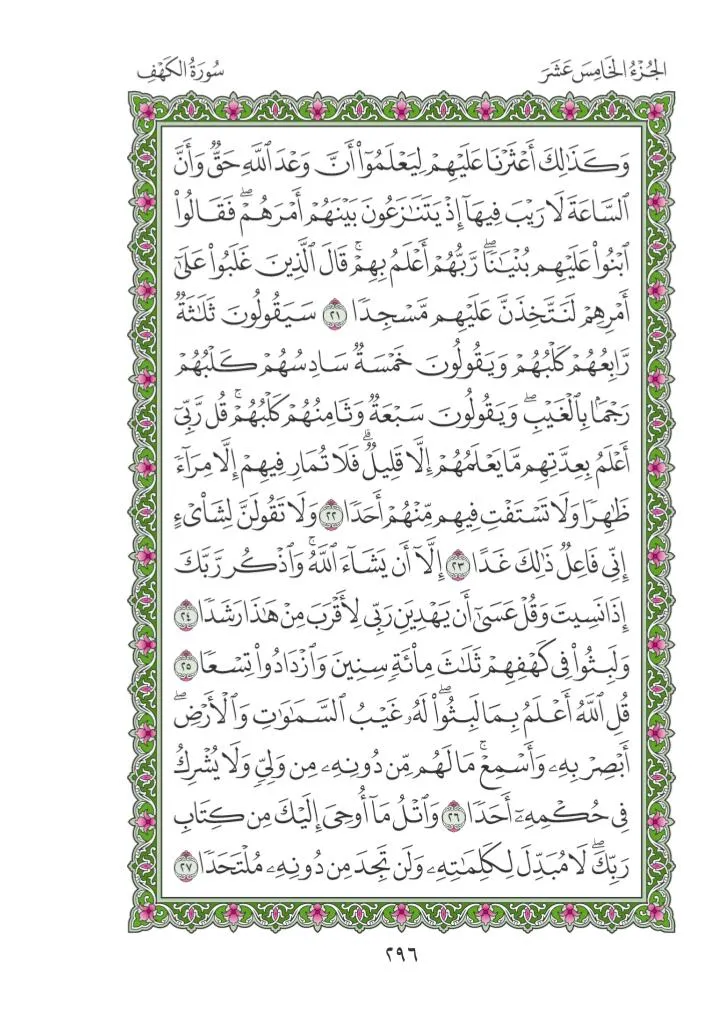 الجُزْءُ الخَامِسَ عَشَرَ
سُورَةُ الكَهْفِ
وَكَذَٰلِكَ أَعْثَرْنَا عَلَيْهِمْ لِيَعْلَمُوٓا۟ أَنَّ وَعْدَ ٱللَّهِ حَقٌّ وَأَنَّ
ٱلسَّاعَةَ لَا رَيْبَ فِيهَآ إِذْ يَتَنَٰزَعُونَ بَيْنَهُمْ أَمْرَهُمْ ۖ فَقَالُوا۟
ٱبْنُوا۟ عَلَيْهِم بُنْيَٰنًا ۖ رَّبُّهُمْ أَعْلَمُ بِهِمْ ۚ قَالَ ٱلَّذِينَ غَلَبُوا۟ عَلَىٰٓ
أَمْرِهِمْ لَنَتَّخِذَنَّ عَلَيْهِم مَّسْجِدًا ٢١ سَيَقُولُونَ ثَلَٰثَةٌ
رَّابِعُهُمْ كَلْبُهُمْ وَيَقُولُونَ خَمْسَةٌ سَادِسُهُمْ كَلْبُهُمْ
رَجْمًۢا بِٱلْغَيْبِ ۖ وَيَقُولُونَ سَبْعَةٌ وَثَامِنُهُمْ كَلْبُهُمْ ۚ قُل رَّبِّىٓ
أَعْلَمُ بِعِدَّتِهِم مَّا يَعْلَمُهُمْ إِلَّا قَلِيلٌ ۗ فَلَا تُمَارِ فِيهِمْ إِلَّا مِرَآءً
ظَٰهِرًا وَلَا تَسْتَفْتِ فِيهِم مِّنْهُمْ أَحَدًا ٢٢ وَلَا تَقُولَنَّ لِشَا۟ىْءٍ
إِنِّى فَاعِلٌ ذَٰلِكَ غَدًا ٢٣ إِلَّآ أَن يَشَآءَ ٱللَّهُ ۚ وَٱذْكُر رَّبَّكَ
إِذَا نَسِيتَ وَقُلْ عَسَىٰٓ أَن يَهْدِيَنِ رَبِّى لِأَقْرَبَ مِنْ هَٰذَا رَشَدًا ٢٤
وَلَبِثُوا۟ فِى كَهْفِهِمْ ثَلَٰثَ مِا۟ئَةٍ سِنِينَ وَٱزْدَادُوا۟ تِسْعًا ٢٥
قُلِ ٱللَّهُ أَعْلَمُ بِمَا لَبِثُوا۟ ۖ لَهُۥ غَيْبُ ٱلسَّمَٰوَٰتِ وَٱلْأَرْضِ ۖ
أَبْصِرْ بِهِۦ وَأَسْمِعْ ۚ مَا لَهُم مِّن دُونِهِۦ مِن وَلِىٍّ وَلَا يُشْرِكُ
فِى حُكْمِهِۦٓ أَحَدًا ٢٦ وَٱتْلُ مَآ أُوحِىَ إِلَيْكَ مِن كِتَابِ
رَبِّكَ ۖ لَا مُبَدِّلَ لِكَلِمَٰتِهِۦ وَلَن تَجِدَ مِن دُونِهِۦ مُلْتَحَدًا ٢٧
٢٩٦